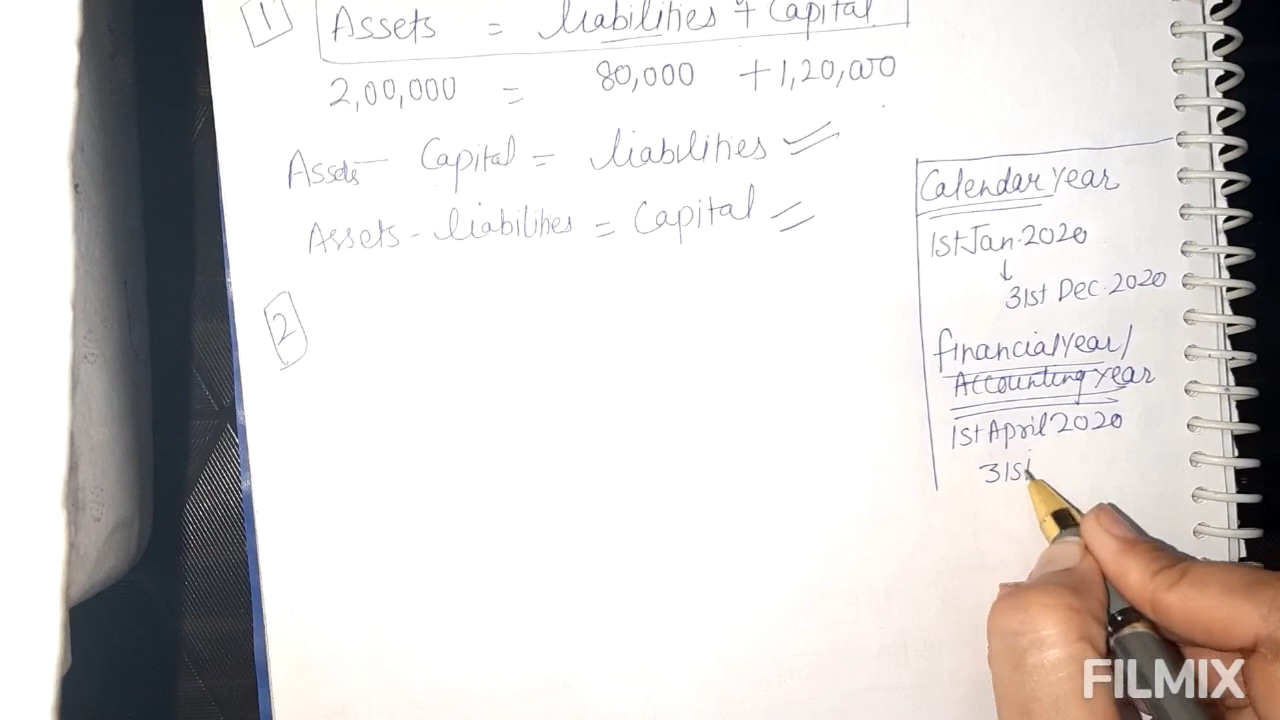 1 Assets = liabilities + Capital
2,00,000 = 80,000 + 1,20,000
Assets - Capital = liabilities
Assets - liabilities = Capital
2
Calendar Year
1st Jan. 2020
↓
31st Dec. 2020
financial Year/
Accounting Year
1st April 2020
31st
FILMIX